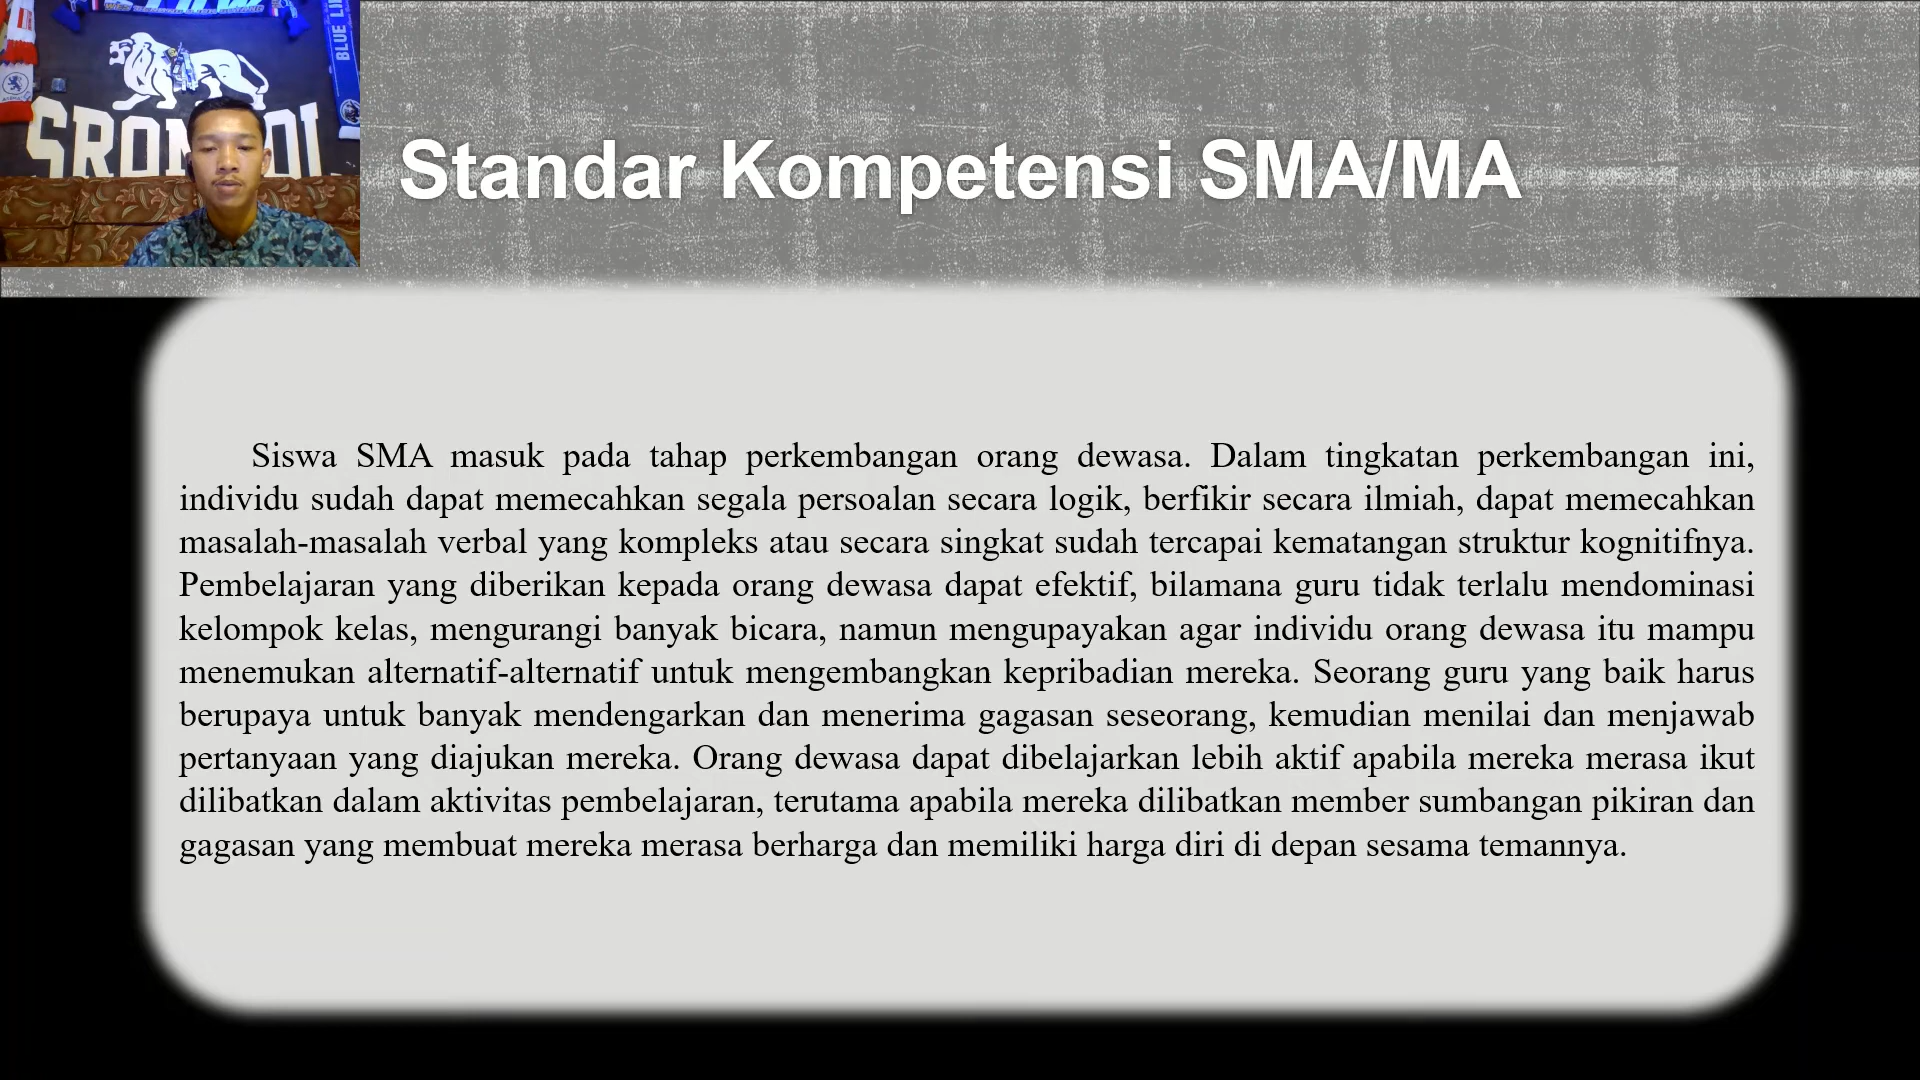 BLUE LI
Standar Kompetensi SMA/MA
Siswa SMA masuk pada tahap perkembangan orang dewasa. Dalam tingkatan perkembangan ini,
individu sudah dapat memecahkan segala persoalan secara logik, berfikir secara ilmiah, dapat memecahkan
masalah-masalah verbal yang kompleks atau secara singkat sudah tercapai kematangan struktur kognitifnya.
Pembelajaran yang diberikan kepada orang dewasa dapat efektif, bilamana guru tidak terlalu mendominasi
kelompok kelas, mengurangi banyak bicara, namun mengupayakan agar individu orang dewasa itu mampu
menemukan alternatif-alternatif untuk mengembangkan kepribadian mereka. Seorang guru yang baik harus
berupaya untuk banyak mendengarkan dan menerima gagasan seseorang, kemudian menilai dan menjawab
pertanyaan yang diajukan mereka. Orang dewasa dapat dibelajarkan lebih aktif apabila mereka merasa ikut
dilibatkan dalam aktivitas pembelajaran, terutama apabila mereka dilibatkan member sumbangan pikiran dan
gagasan yang membuat mereka merasa berharga dan memiliki harga diri di depan sesama temannya.